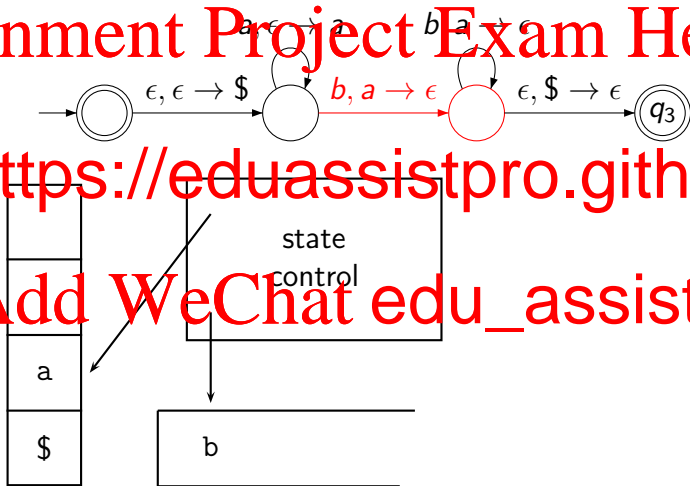 nment Project Exam He
a, ϵ → a b, a → ϵ
ϵ, ϵ → $ b, a → ϵ ϵ, $ → ϵ
q3
ttps://eduassistpro.gith
state
control
Add WeChat edu_assist
a
$ b